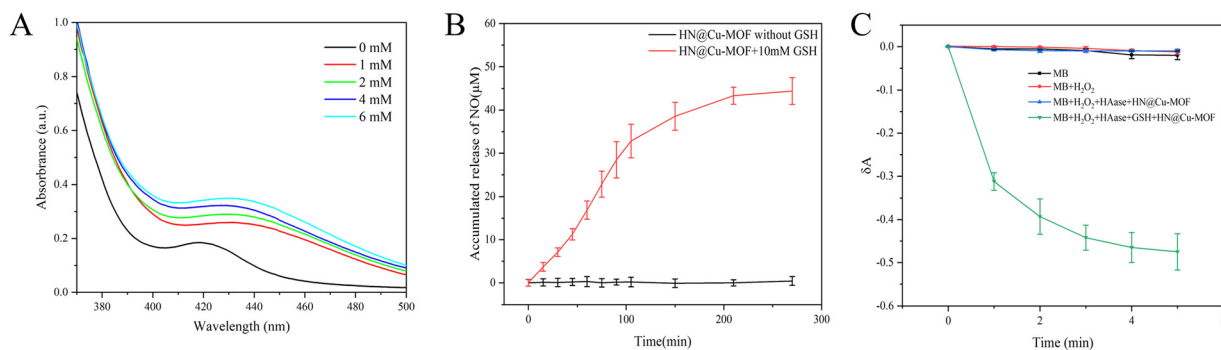 A
1.0
0.8
0.6
0.4
0.2
0.0
Absorbrance (a.u.)
0 mM
1 mM
2 mM
4 mM
6 mM
380 400 420 440 460 480 500
Wavelength (nm)
B
60
50
40
30
20
10
0
Accumulated release of NO(μM)
HN@Cu-MOF without GSH
HN@Cu-MOF+10mM GSH
0 100 200 300
Time(min)
C
0.0
-0.1
-0.2
-0.3
-0.4
-0.5
-0.6
δA
MB
MB+H₂O₂
MB+H₂O₂+HAase+HN@Cu-MOF
MB+H₂O₂+HAase+GSH+HN@Cu-MOF
0 2 4
Time (min)